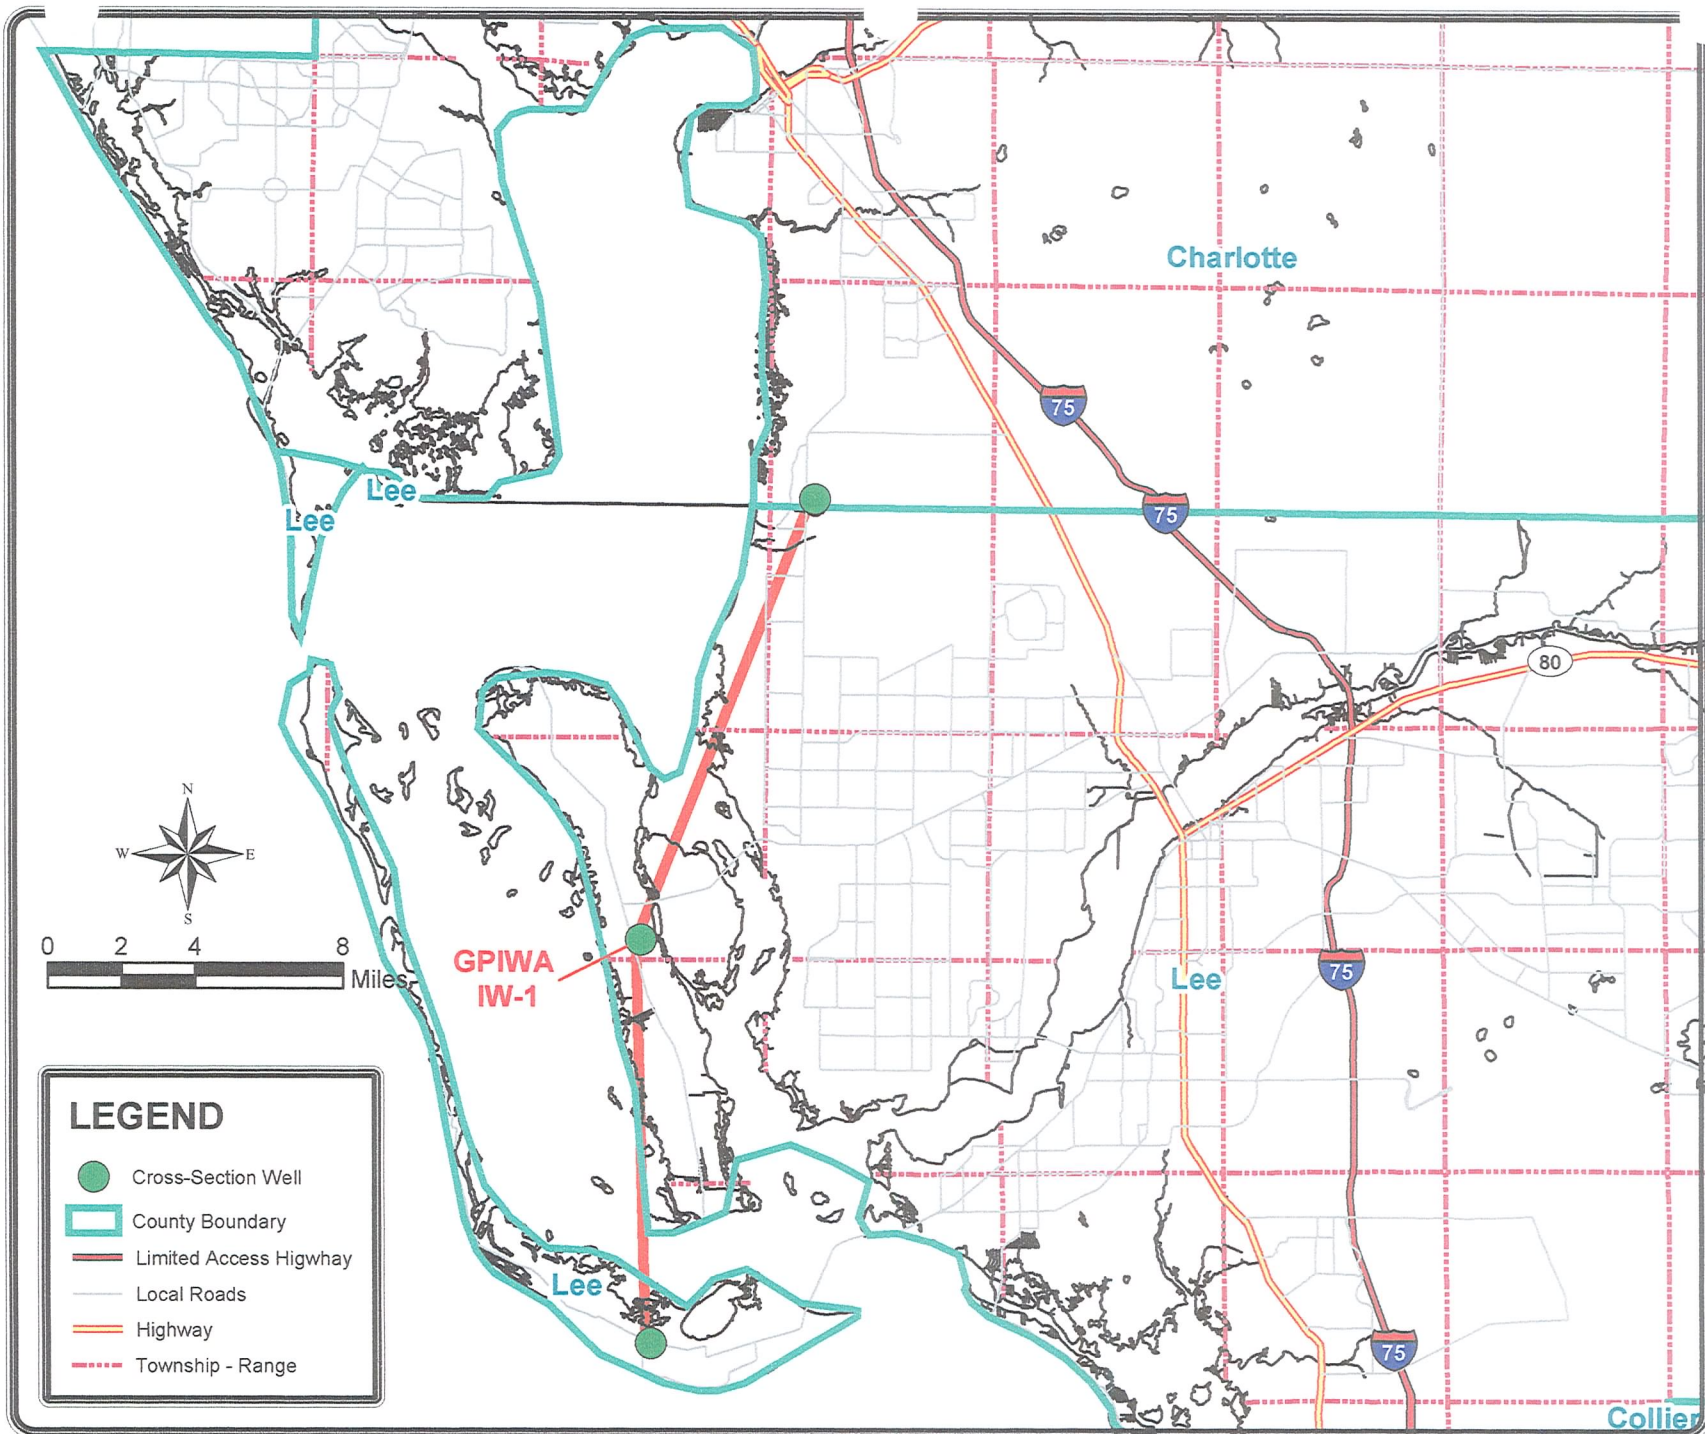 Charlotte
75
Lee
Lee
75
80
N
W E
S
0 2 4 8
Miles
GPIWA
IW-1
Lee
75
LEGEND
Cross-Section Well
County Boundary
Limited Access Higwhay
Local Roads
Highway
Township - Range
Lee
75
Collier